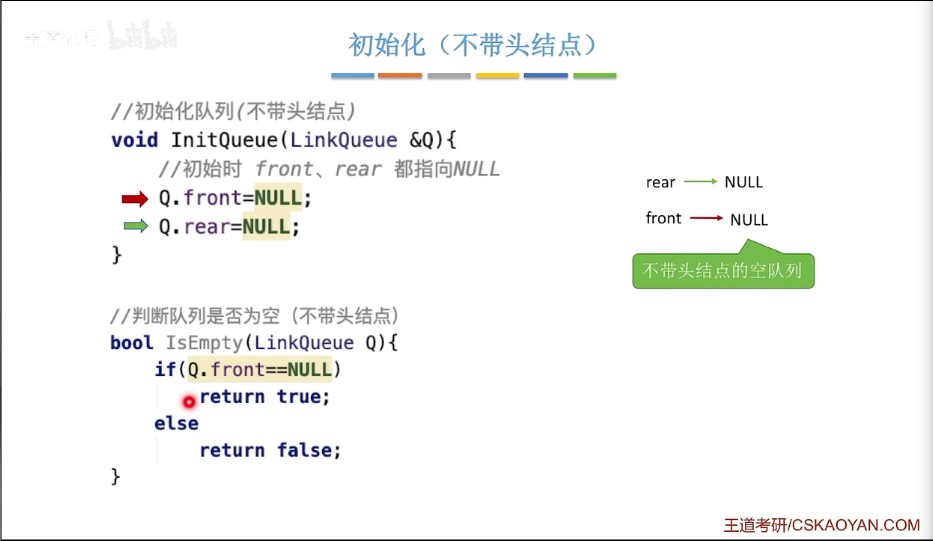 初始化（不带头结点）
//初始化队列(不带头结点)
void InitQueue(LinkQueue &Q){
//初始时 front、rear 都指向NULL
Q.front=NULL;
Q.rear=NULL;
}
rear NULL
front NULL
不带头结点的空队列
//判断队列是否为空（不带头结点）
bool IsEmpty(LinkQueue Q){
if(Q.front==NULL)
return true;
else
return false;
}
王道考研/CSKAOYAN.COM